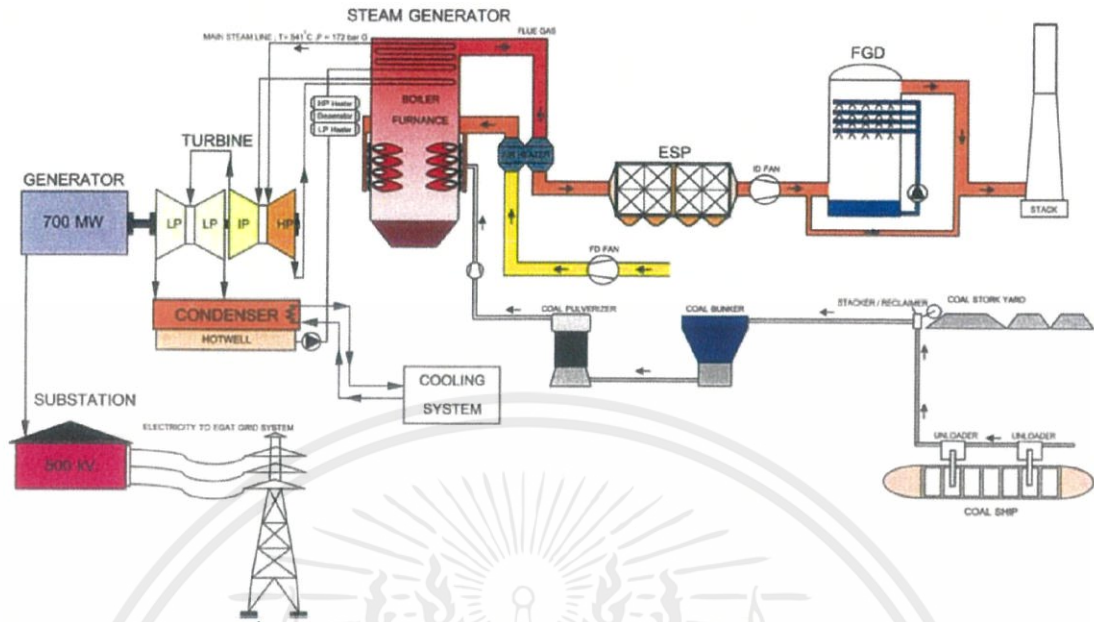 STEAM GENERATOR
MAIN STEAM LINE ; T= 541°C ,P = 172 bar G
FLUE GAS
FGD
HP Heater
Deaerator
LP Heater
BOILER
FURNANCE
TURBINE
AIR HEATER
ESP
ID FAN
GENERATOR
700 MW
LP
LP
IP
HP
STACK
FD FAN
STACKER / RECLAIMER
COAL STORK YARD
CONDENSER
HOTWELL
COAL PULVERIZER
COAL BUNKER
COOLING
SYSTEM
SUBSTATION
ELECTRICITY TO EGAT GRID SYSTEM
UNLOADER
UNLOADER
500 KV.
COAL SHIP